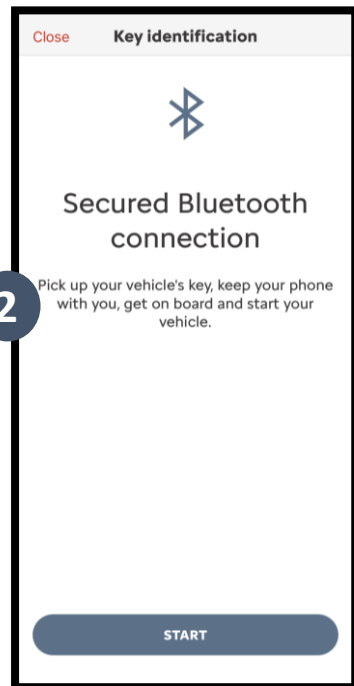 Close Key identification
Secured Bluetooth
connection
2
Pick up your vehicle's key, keep your phone
with you, get on board and start your
vehicle.
START